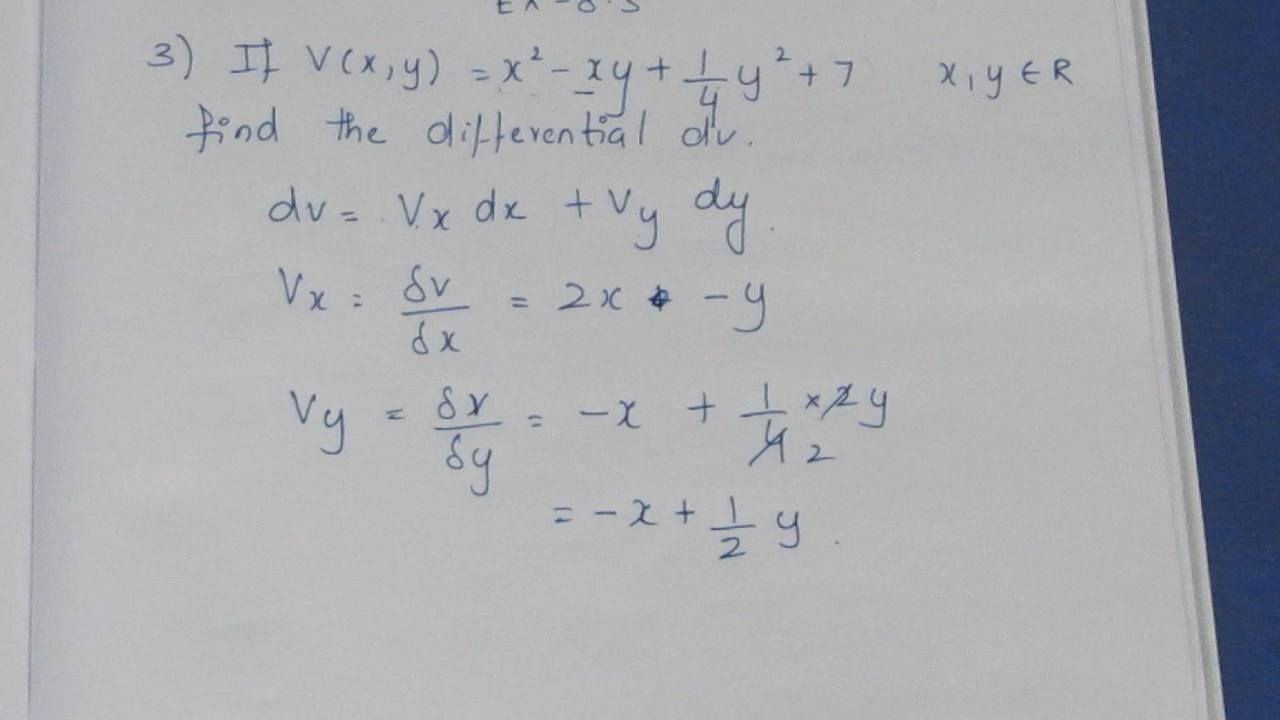 3) If V(x,y) = x² - xy + 1/4 y² + 7 x, y ∈ R
find the differential dv.
dv = Vx dx + Vy dy.
Vx = δv/δx = 2x - y
Vy = δv/δy = -x + 1/4 × 2y 2
= -x + 1/2 y.